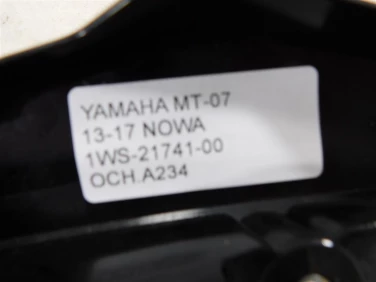 YAMAHA MT-07
13-17 NOWA
1WS-21741-00
OCH.A234